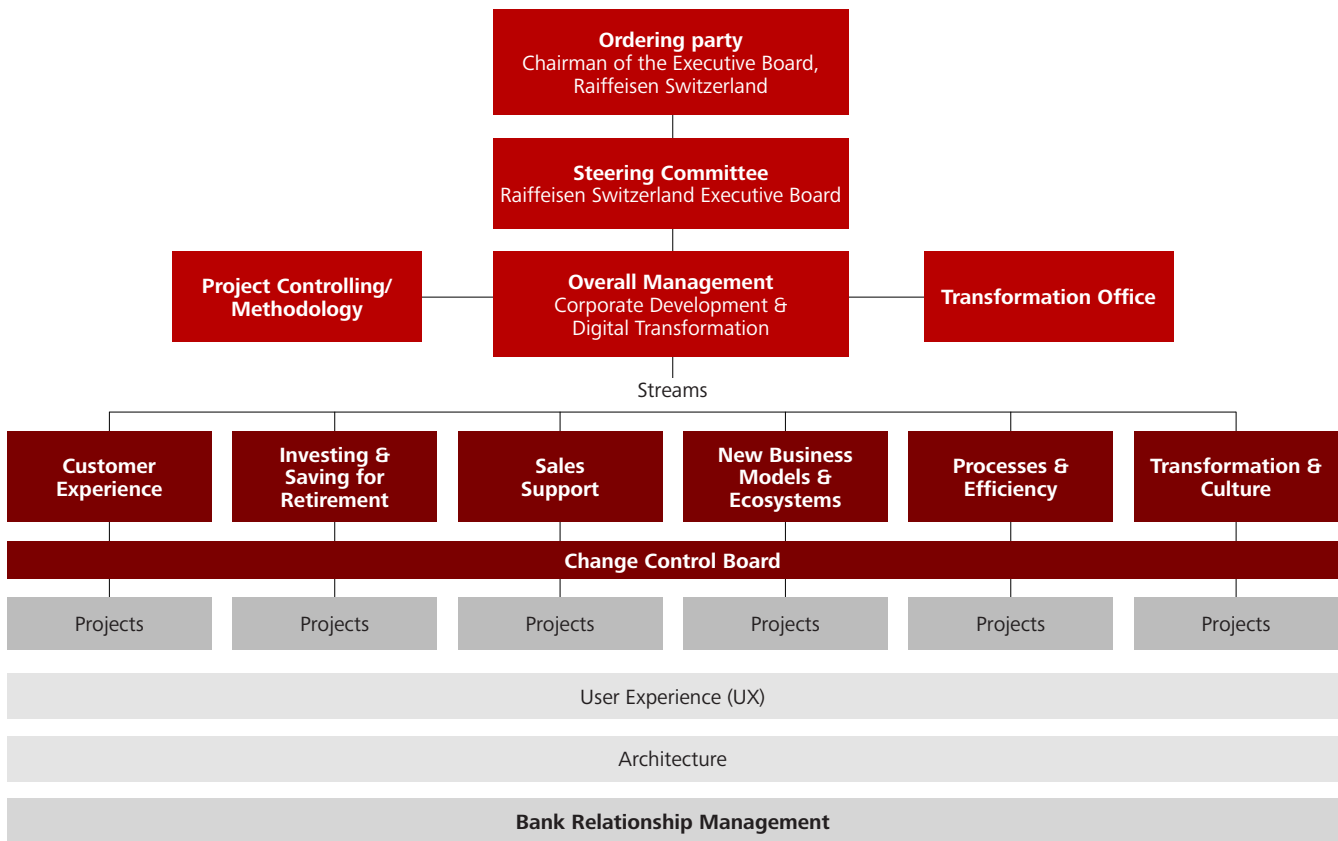 Ordering party
Chairman of the Executive Board,
Raiffeisen Switzerland
Steering Committee
Raiffeisen Switzerland Executive Board
Project Controlling/
Methodology
Overall Management
Corporate Development &
Digital Transformation
Transformation Office
Streams
Customer
Experience
Investing &
Saving for
Retirement
Sales
Support
New Business
Models &
Ecosystems
Processes &
Efficiency
Transformation &
Culture
Change Control Board
Projects
Projects
Projects
Projects
Projects
Projects
User Experience (UX)
Architecture
Bank Relationship Management